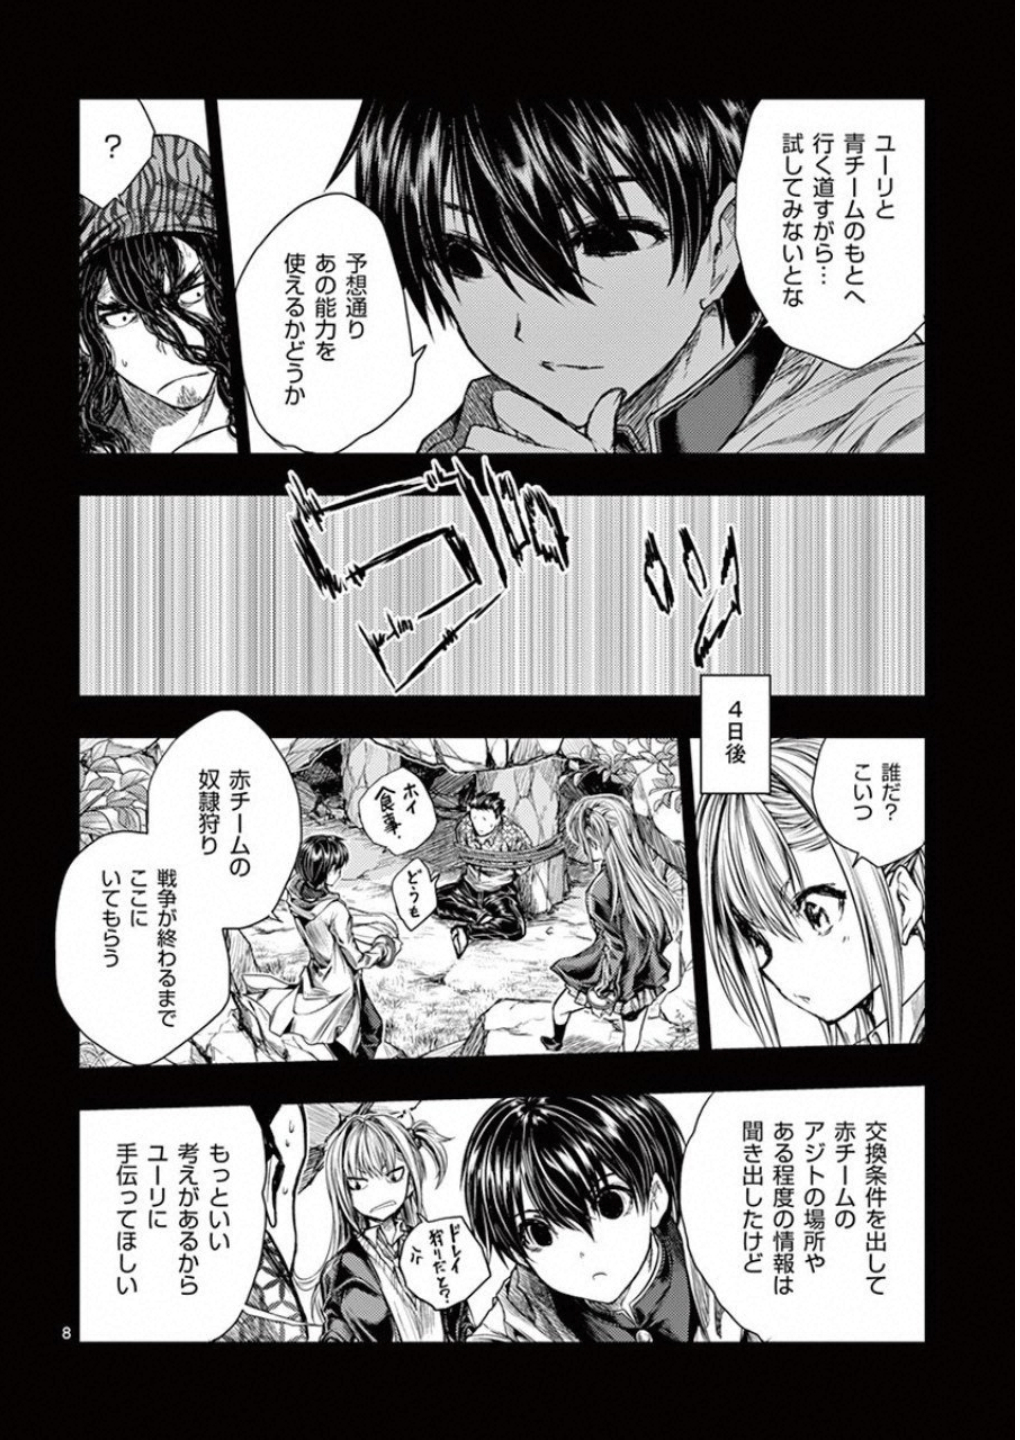 ユーリと
青チームのもとへ
行く道すがら…
試してみないとな
予想通り
あの能力を
使えるかどうか
？
4日後
誰だ？
こいつ
ホイ
食事。
どうも
赤チームの
奴隷狩り
戦争が終わるまで
ここに
いてもらう
交換条件を出して
赤チームの
アジトの場所や
ある程度の情報は
聞き出したけど
ドレイ
狩りだと？
もっといい
考えがあるから
ユーリに
手伝ってほしい
8